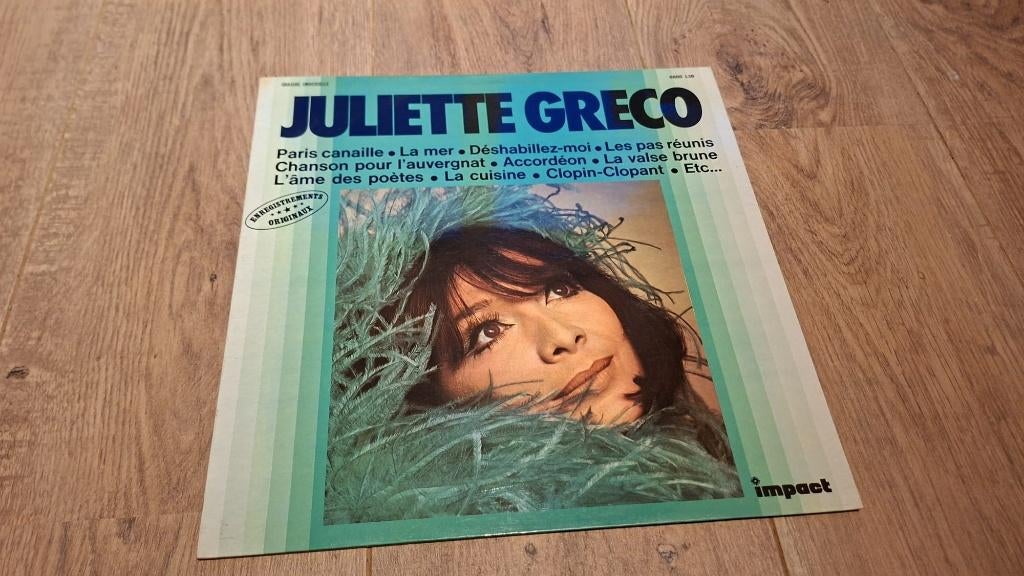 JULIETTE GRECO
Paris canaille • La mer • Déshabillez-moi • Les pas réunis
Chanson pour l'auvergnat • Accordéon • La valse brune
L'âme des poètes • La cuisine • Clopin-Clopant • Etc...
ENREGISTREMENTS
ORIGINAUX
impact